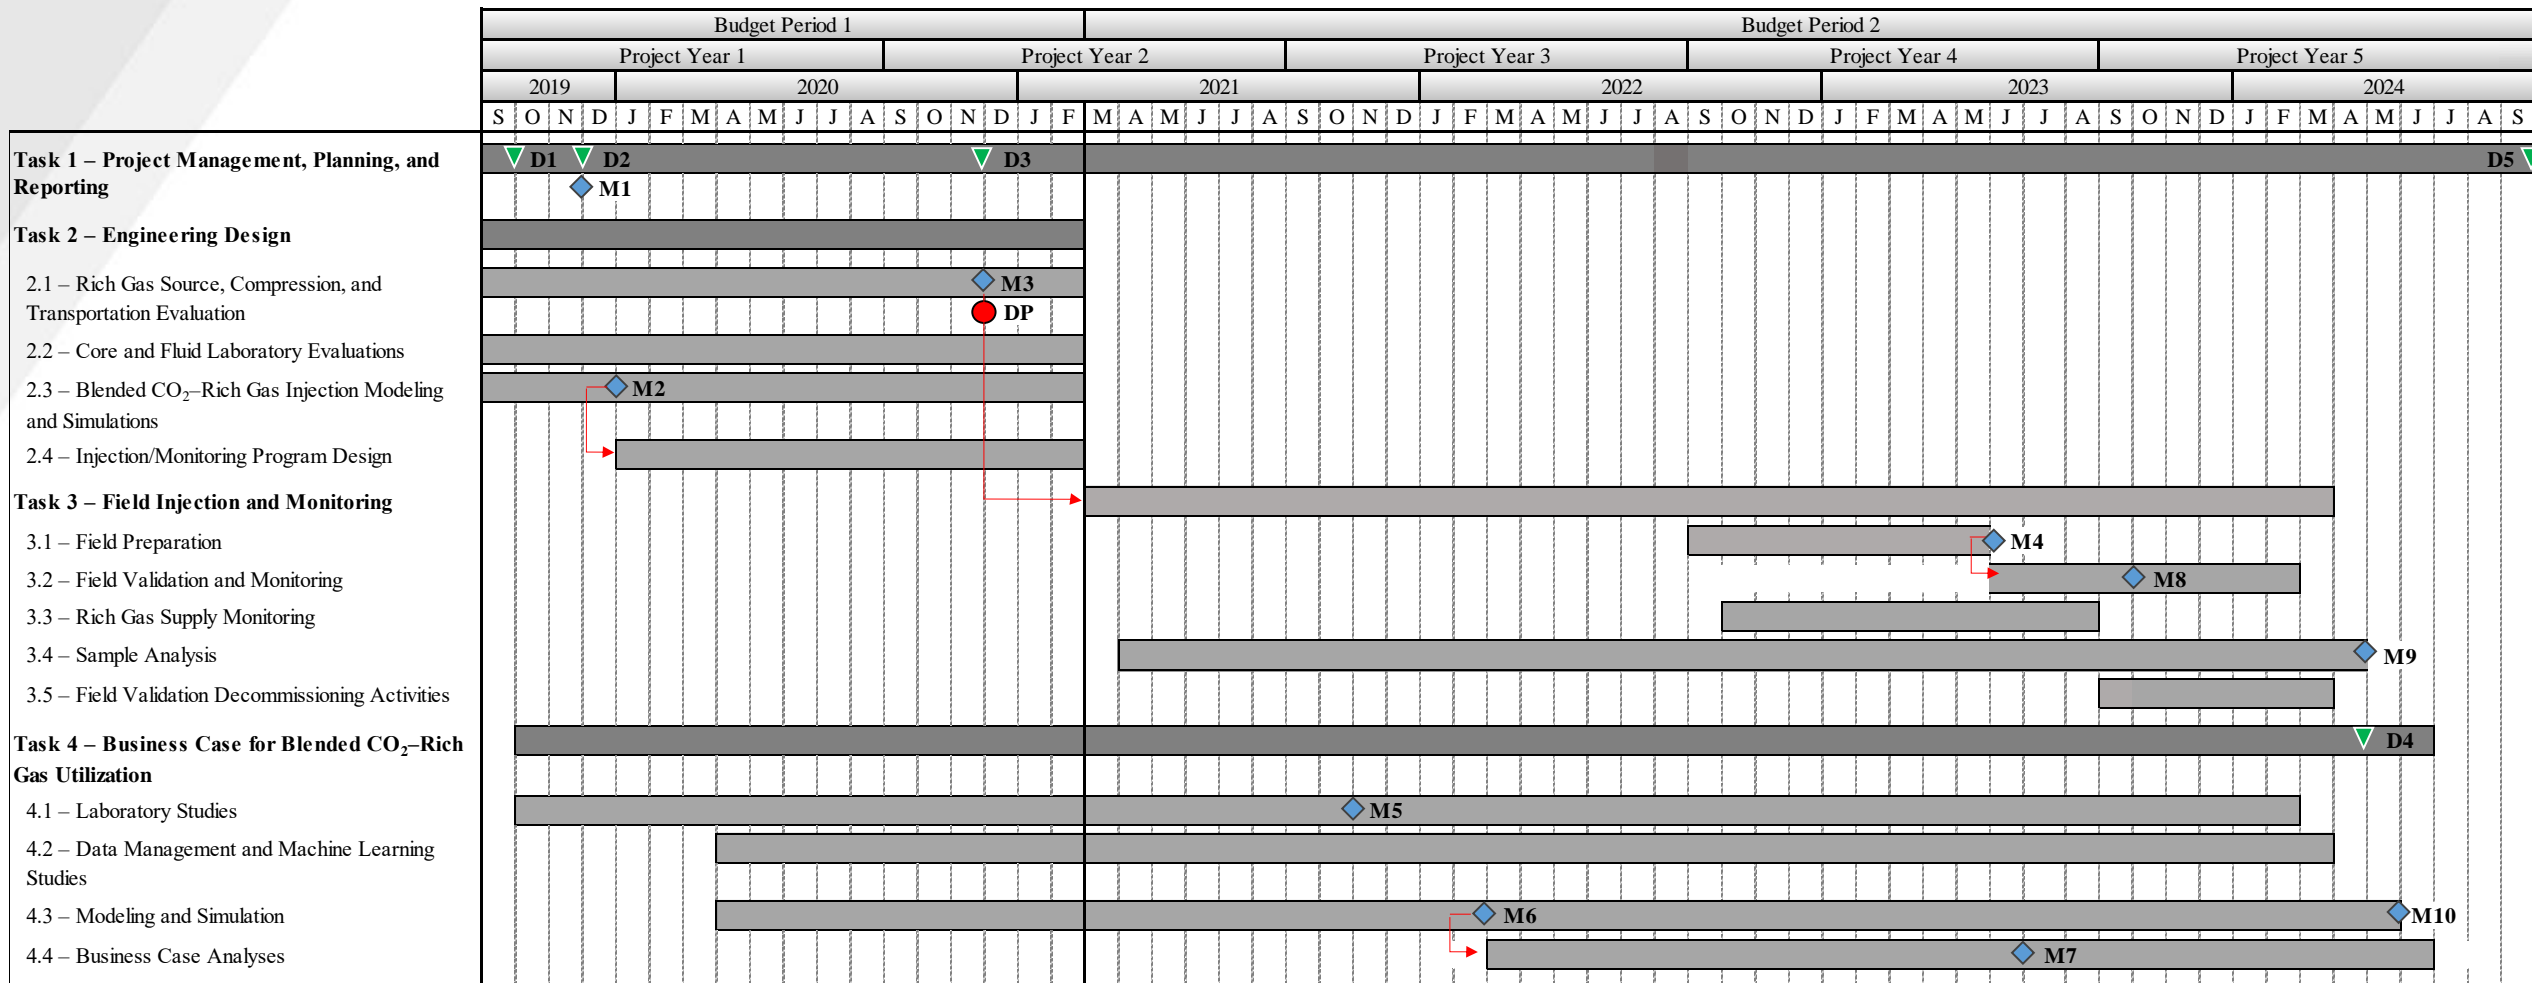 Budget Period 1 Budget Period 2
Project Year 1 Project Year 2 Project Year 3 Project Year 4 Project Year 5
2019 2020 2021 2022 2023 2024
S O N D J F M A M J J A S O N D J F M A M J J A S O N D J F M A M J J A S O N D J F M A M J J A S O N D J F M A M J J A S
Task 1 – Project Management, Planning, and
Reporting
D1 D2 D3 D5
M1
Task 2 – Engineering Design
2.1 – Rich Gas Source, Compression, and
Transportation Evaluation
M3
DP
2.2 – Core and Fluid Laboratory Evaluations
2.3 – Blended CO₂–Rich Gas Injection Modeling
and Simulations
M2
2.4 – Injection/Monitoring Program Design
Task 3 – Field Injection and Monitoring
3.1 – Field Preparation
M4
3.2 – Field Validation and Monitoring
M8
3.3 – Rich Gas Supply Monitoring
3.4 – Sample Analysis
M9
3.5 – Field Validation Decommissioning Activities
Task 4 – Business Case for Blended CO₂–Rich
Gas Utilization
D4
4.1 – Laboratory Studies
M5
4.2 – Data Management and Machine Learning
Studies
4.3 – Modeling and Simulation
M6 M10
4.4 – Business Case Analyses
M7